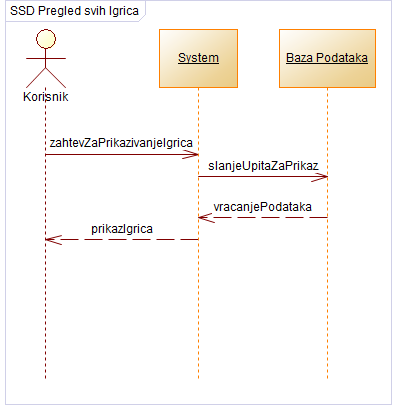 SSD Pregled svih Igrica
System
Baza Podataka
Korisnik
zahtevZaPrikazivanjeIgrica
slanjeUpitaZaPrikaz
vracanjePodataka
prikazIgrica